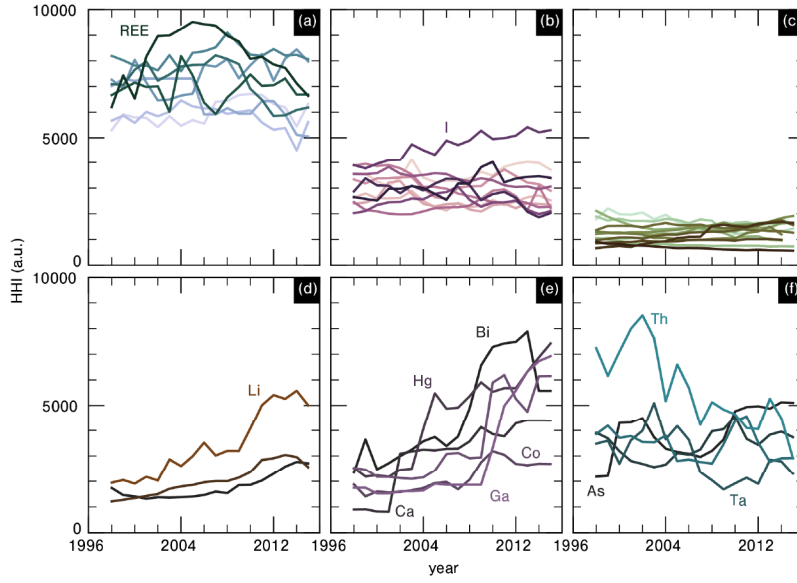 10000 (a) (b) (c)
REE
I
5000
0
HHI (a.u.)
10000 (d) (e) (f)
Bi Th
Li Hg
5000
Co
As Ta
Ga
Ca
0
1996 2004 2012 1996 2004 2012 1996 2004 2012
year year